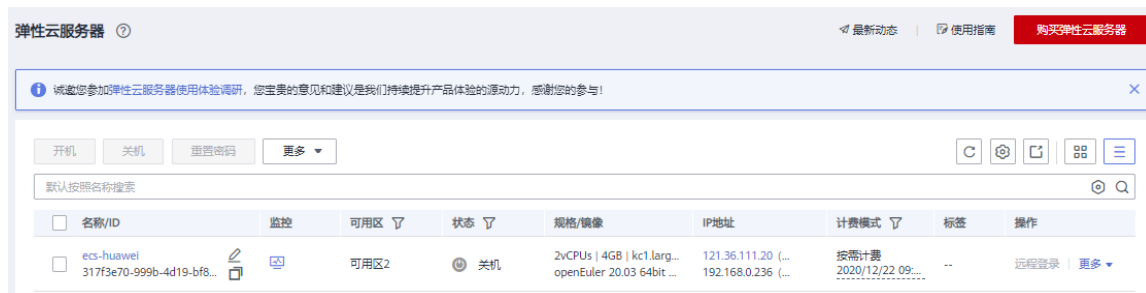 弹性云服务器 最新动态 使用指南 购买弹性云服务器
诚邀您参加弹性云服务器使用体验调研，您宝贵的意见和建议是我们持续提升产品体验的源动力，感谢您的参与！
开机 关机 重置密码 更多
默认按照名称搜索
名称/ID 监控 可用区 状态 规格/镜像 IP地址 计费模式 标签 操作
ecs-huawei 可用区2 关机 2vCPUs | 4GB | kc1.larg... 121.36.111.20 (... 按需计费 -- 远程登录 更多
317f3e70-999b-4d19-bf8... openEuler 20.03 64bit ... 192.168.0.236 (... 2020/12/22 09:...